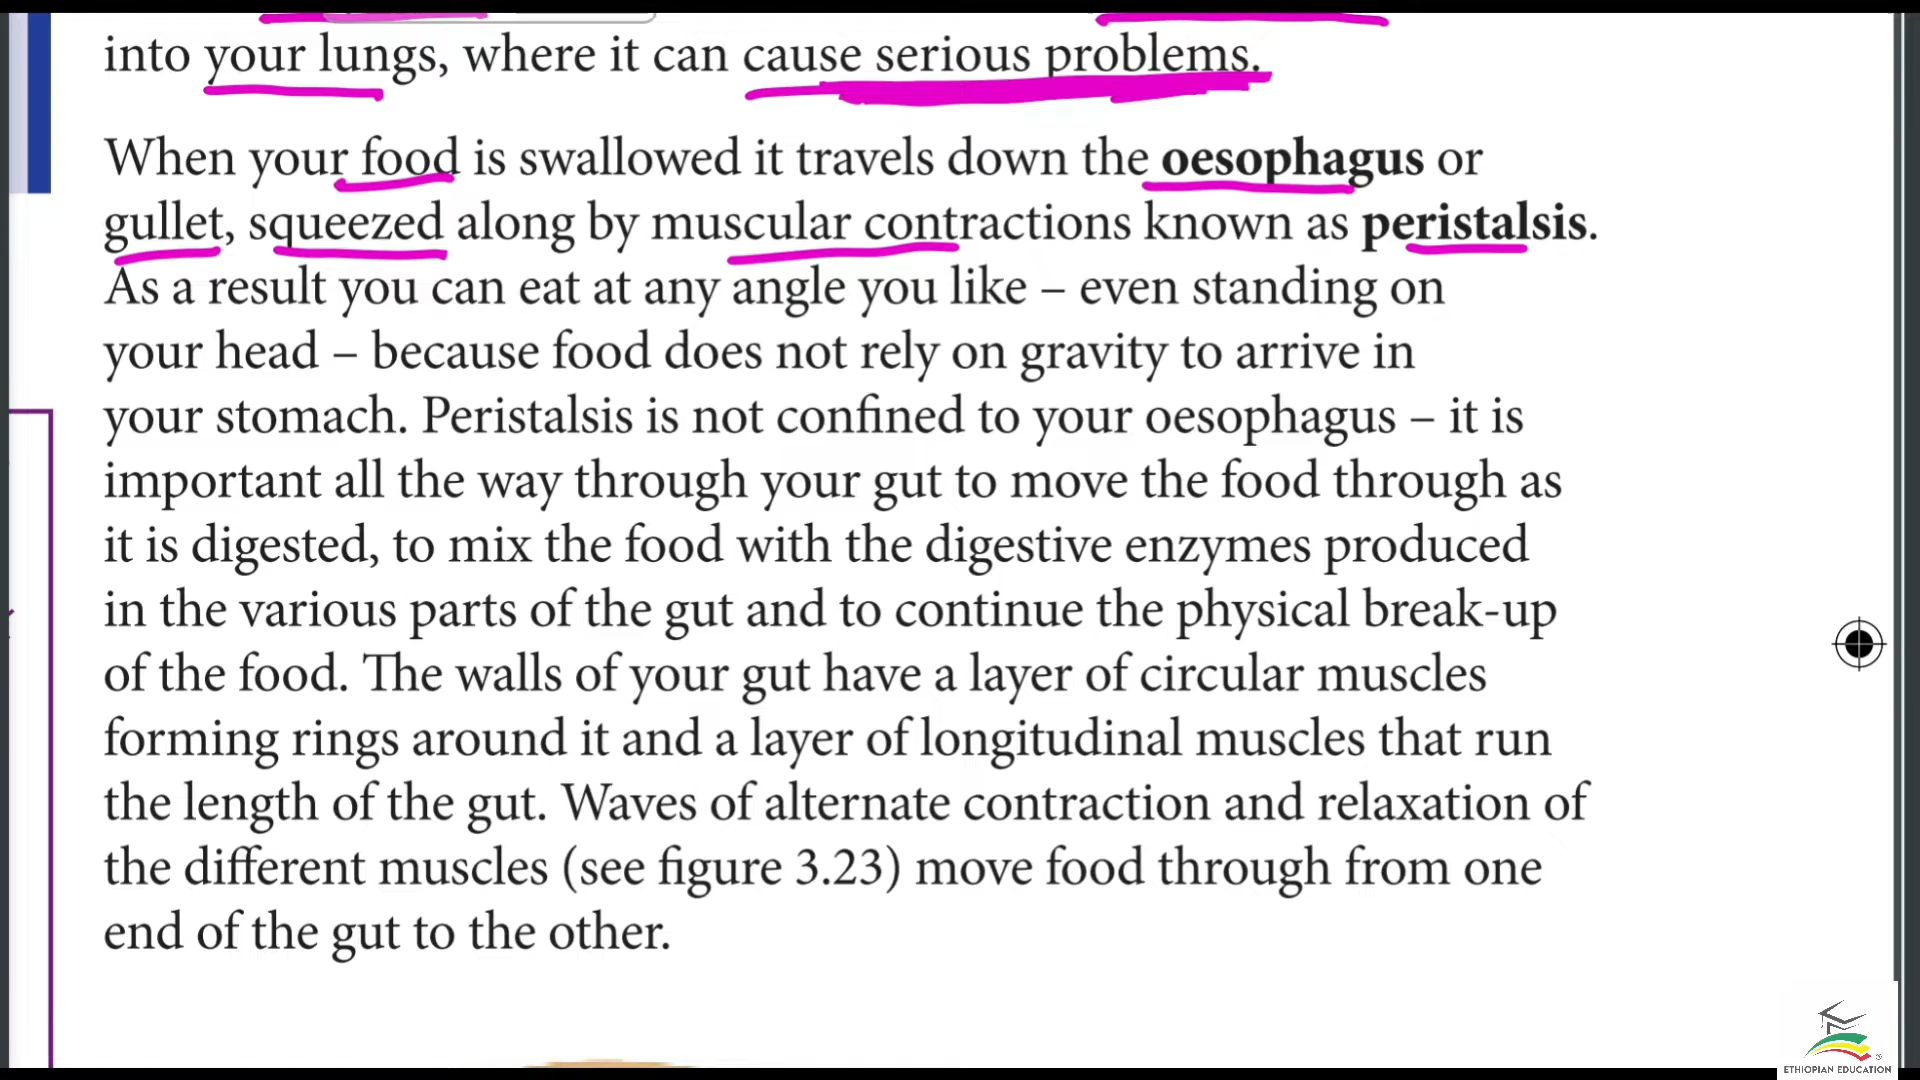 into your lungs, where it can cause serious problems.
When your food is swallowed it travels down the oesophagus or
gullet, squeezed along by muscular contractions known as peristalsis.
As a result you can eat at any angle you like – even standing on
your head – because food does not rely on gravity to arrive in
your stomach. Peristalsis is not confined to your oesophagus – it is
important all the way through your gut to move the food through as
it is digested, to mix the food with the digestive enzymes produced
in the various parts of the gut and to continue the physical break-up
of the food. The walls of your gut have a layer of circular muscles
forming rings around it and a layer of longitudinal muscles that run
the length of the gut. Waves of alternate contraction and relaxation of
the different muscles (see figure 3.23) move food through from one
end of the gut to the other.
ETHIOPIAN EDUCATION